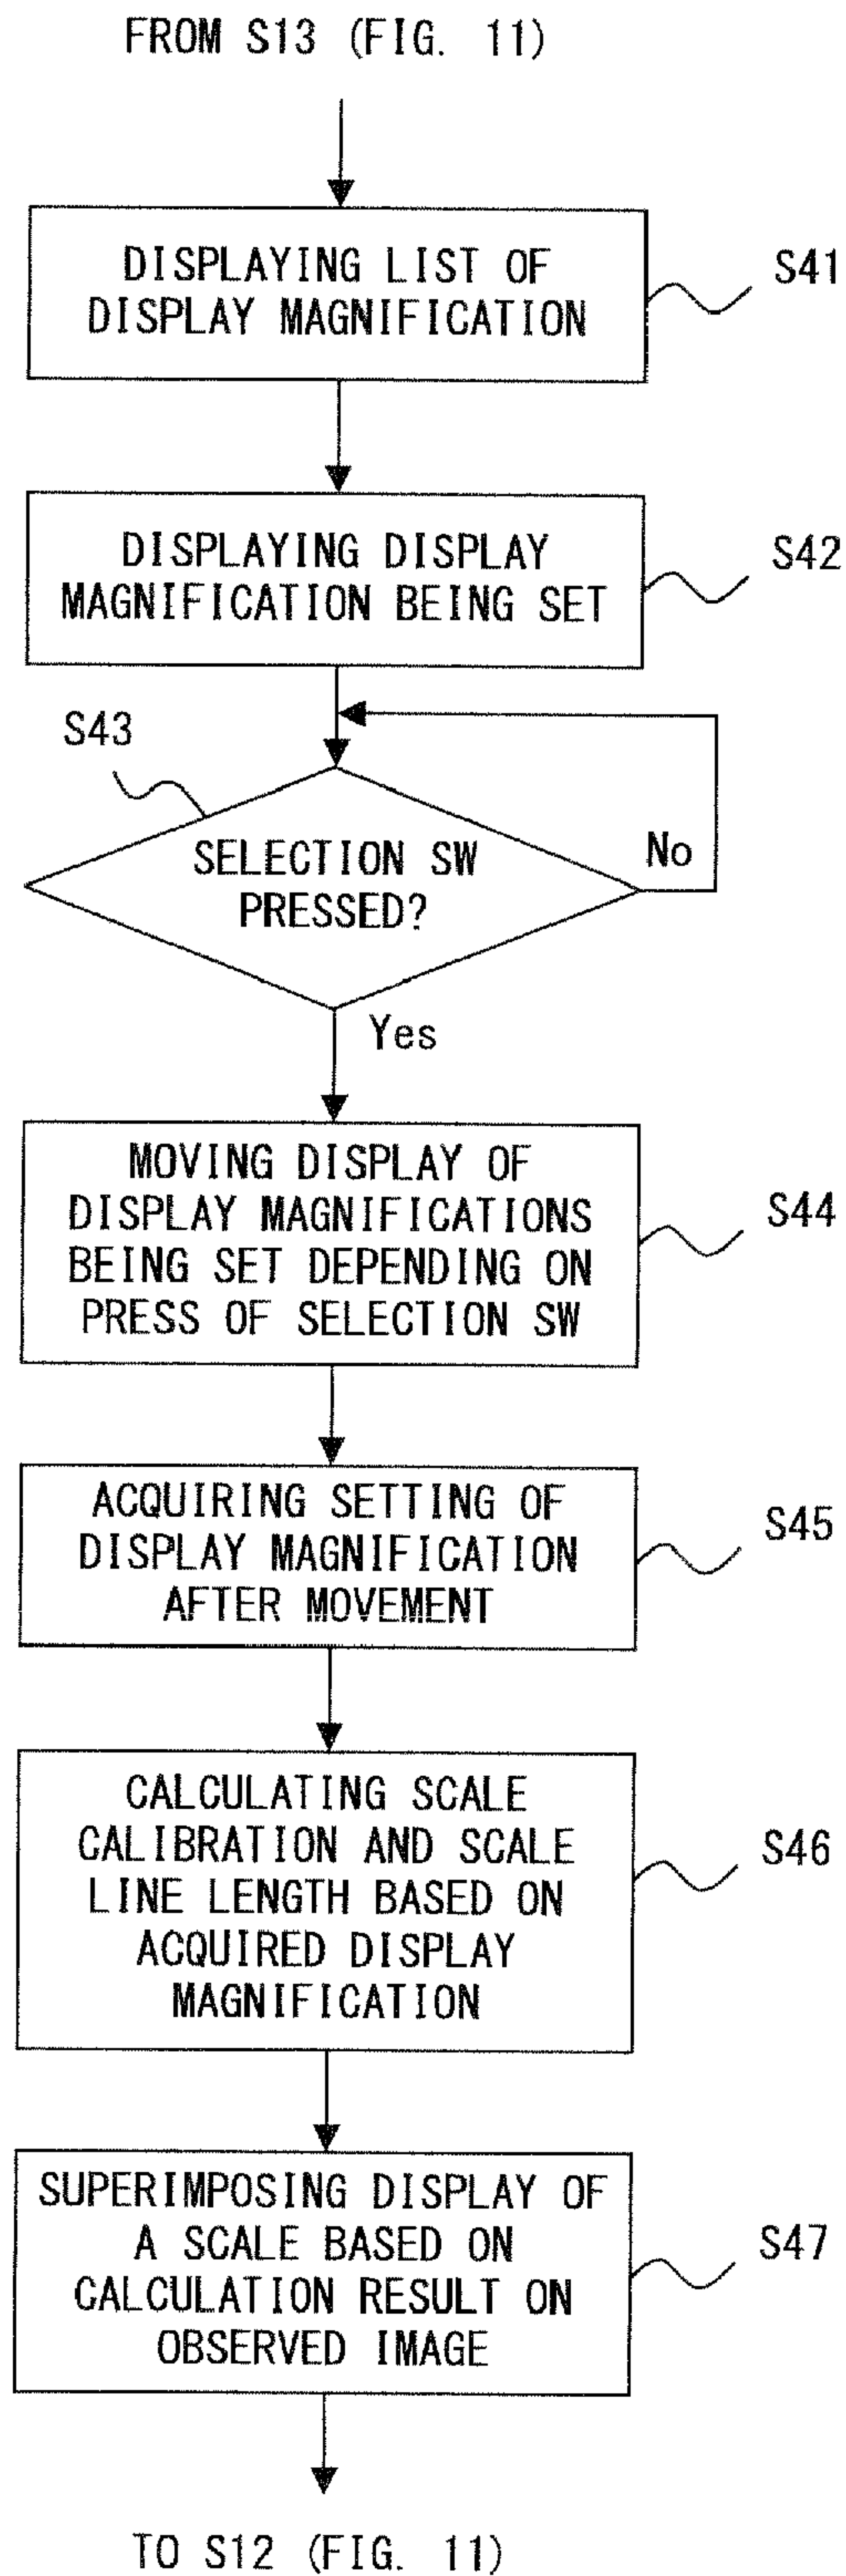 FROM S13 (FIG. 11)
DISPLAYING LIST OF
DISPLAY MAGNIFICATION
S41
DISPLAYING DISPLAY
MAGNIFICATION BEING SET
S42
S43
SELECTION SW
PRESSED?
No
Yes
MOVING DISPLAY OF
DISPLAY MAGNIFICATIONS
BEING SET DEPENDING ON
PRESS OF SELECTION SW
S44
ACQUIRING SETTING OF
DISPLAY MAGNIFICATION
AFTER MOVEMENT
S45
CALCULATING SCALE
CALIBRATION AND SCALE
LINE LENGTH BASED ON
ACQUIRED DISPLAY
MAGNIFICATION
S46
SUPERIMPOSING DISPLAY OF
A SCALE BASED ON
CALCULATION RESULT ON
OBSERVED IMAGE
S47
TO S12 (FIG. 11)